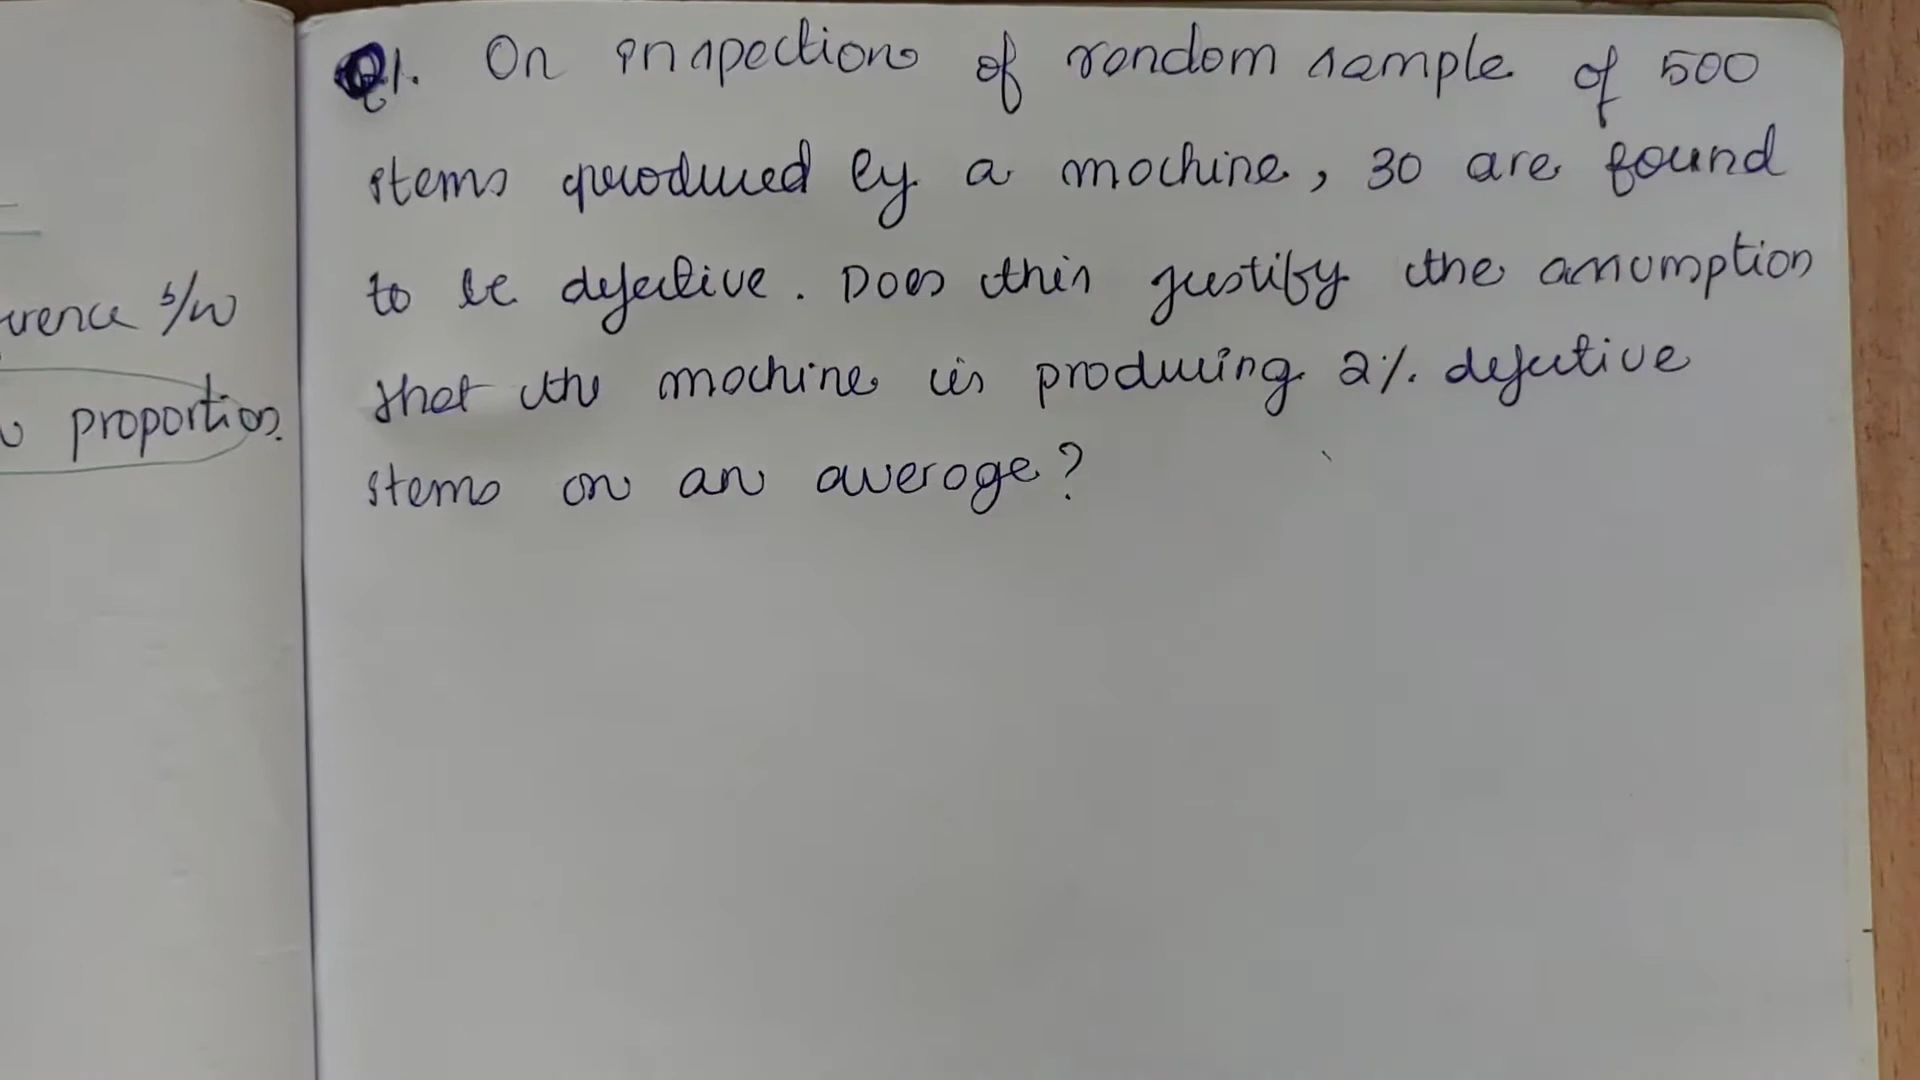 urence b/w
proportion.
Q1. On inspection of random sample of 500
items produced by a machine, 30 are found
to be defective. Does this justify the assumption
that the machine is producing 2% defective
items on an average?